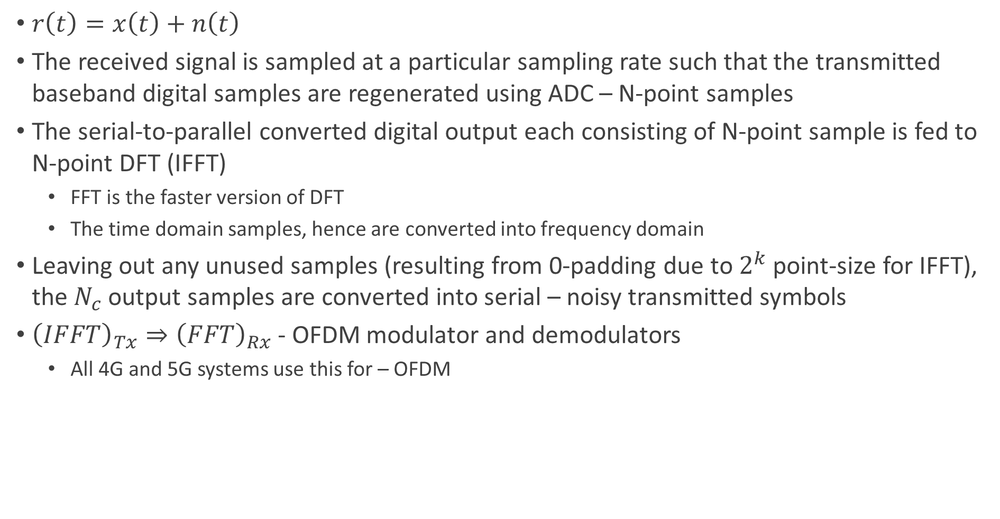 • r(t) = x(t) + n(t)
• The received signal is sampled at a particular sampling rate such that the transmitted
baseband digital samples are regenerated using ADC – N-point samples
• The serial-to-parallel converted digital output each consisting of N-point sample is fed to
N-point DFT (IFFT)
• FFT is the faster version of DFT
• The time domain samples, hence are converted into frequency domain
• Leaving out any unused samples (resulting from 0-padding due to 2^k point-size for IFFT),
the N_c output samples are converted into serial – noisy transmitted symbols
• (IFFT)_Tx ⇒ (FFT)_Rx - OFDM modulator and demodulators
• All 4G and 5G systems use this for – OFDM